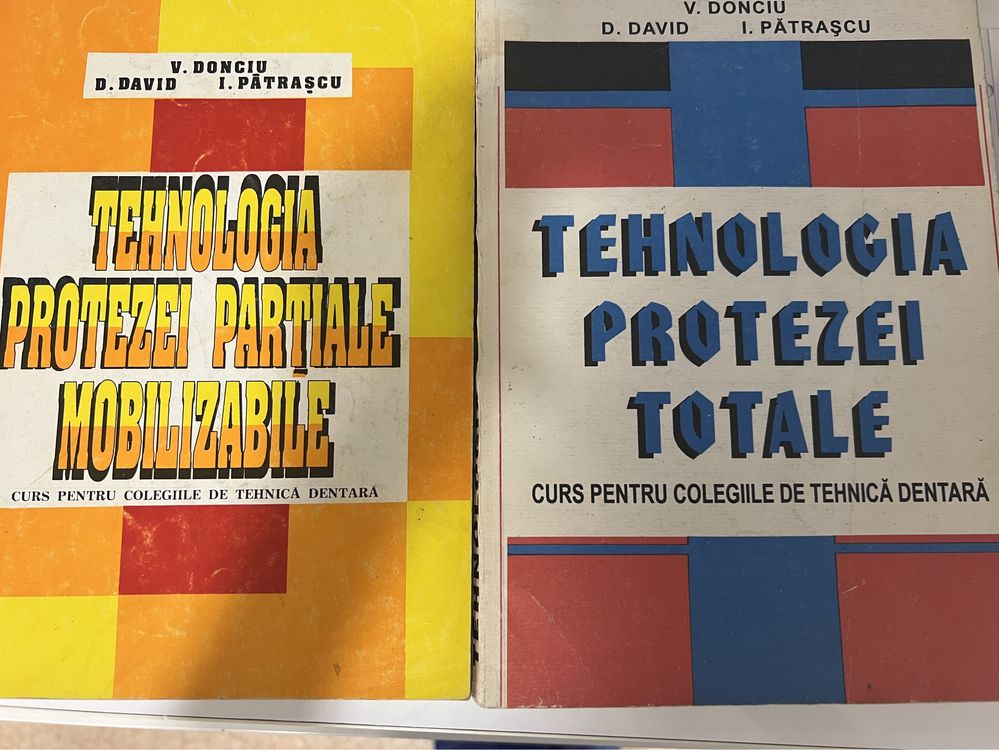 V. DONCIU
D. DAVID I. PĂTRAȘCU
TEHNOLOGIA
PROTEZEI PARȚIALE
MOBILIZABILE
CURS PENTRU COLEGIILE DE TEHNICĂ DENTARĂ
V. DONCIU
D. DAVID I. PĂTRAȘCU
TEHNOLOGIA
PROTEZEI
TOTALE
CURS PENTRU COLEGIILE DE TEHNICĂ DENTARĂ